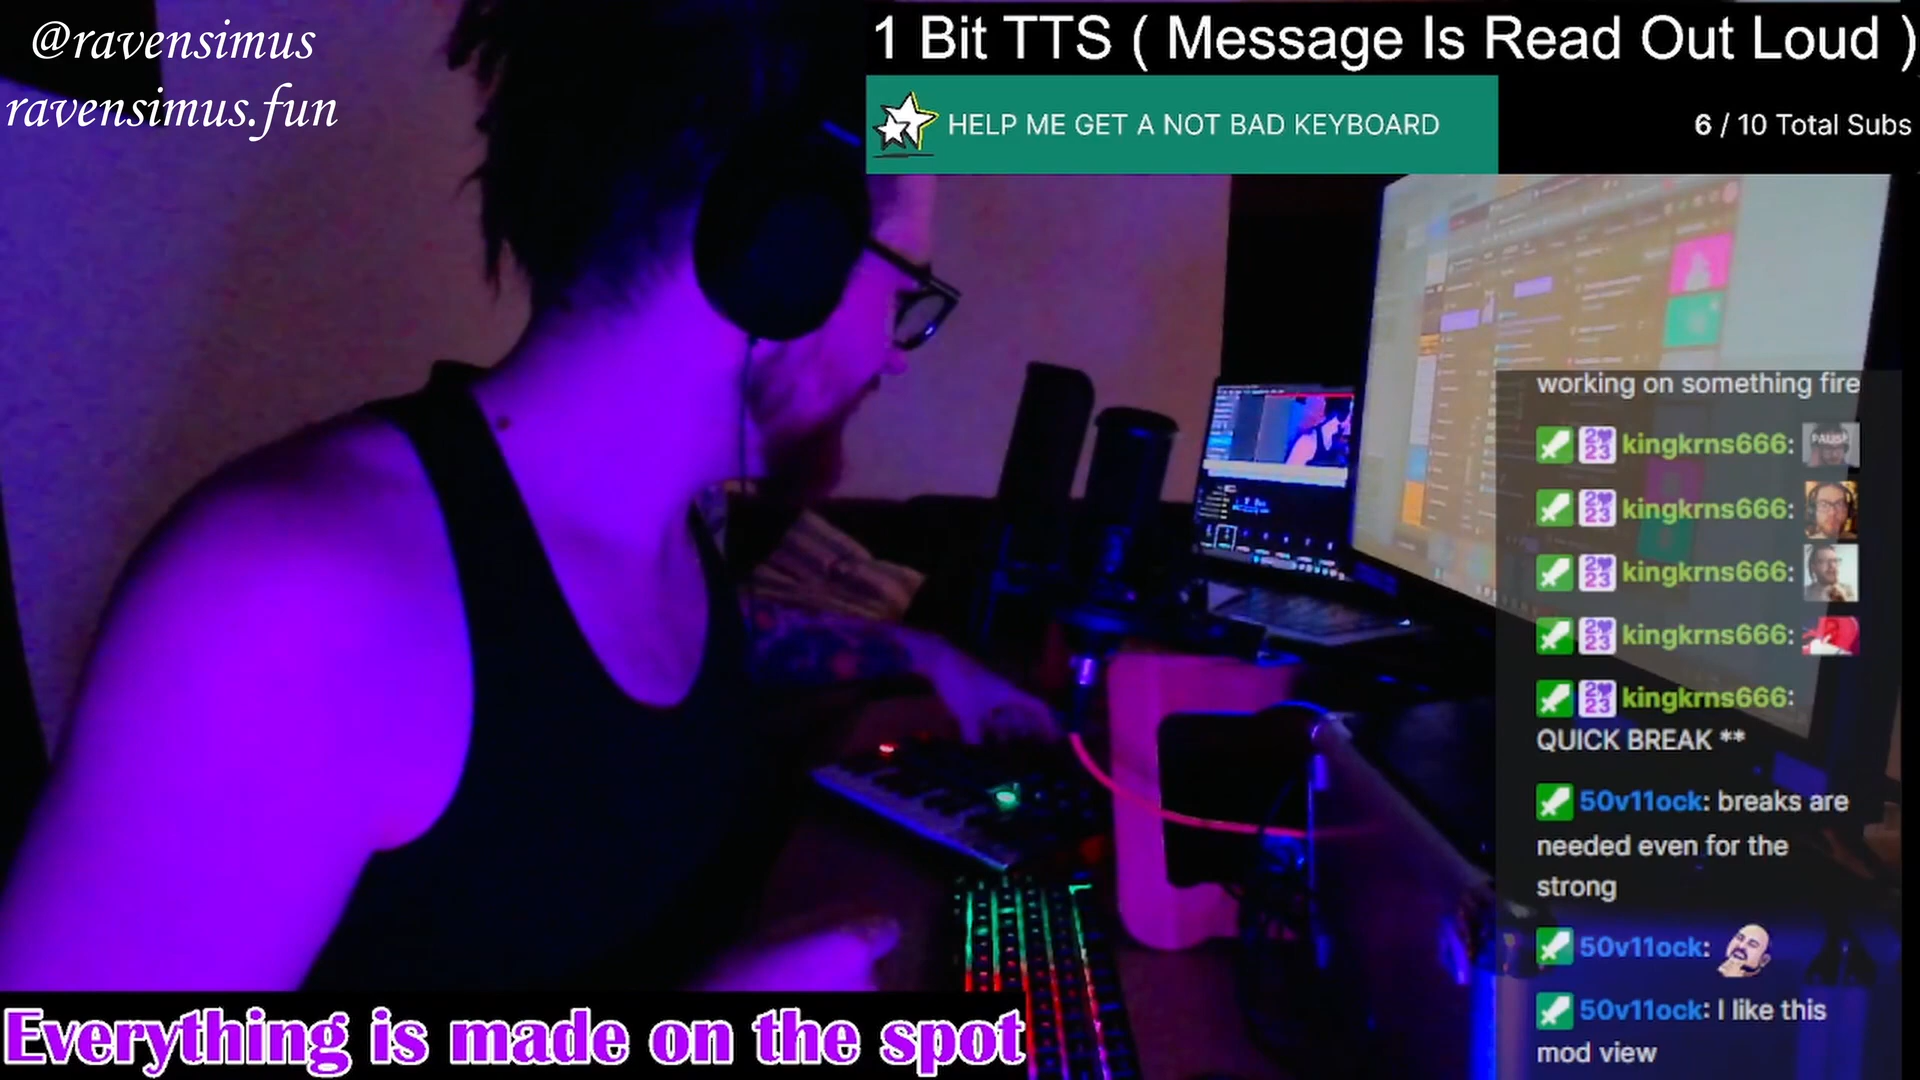 @ravensimus
ravensimus.fun
1 Bit TTS ( Message Is Read Out Loud )
HELP ME GET A NOT BAD KEYBOARD
6 / 10 Total Subs
working on something fire
kingkrns666:
kingkrns666:
kingkrns666:
kingkrns666:
kingkrns666:
QUICK BREAK **
50v11ock: breaks are
needed even for the
strong
50v11ock:
50v11ock: I like this
mod view
Everything is made on the spot